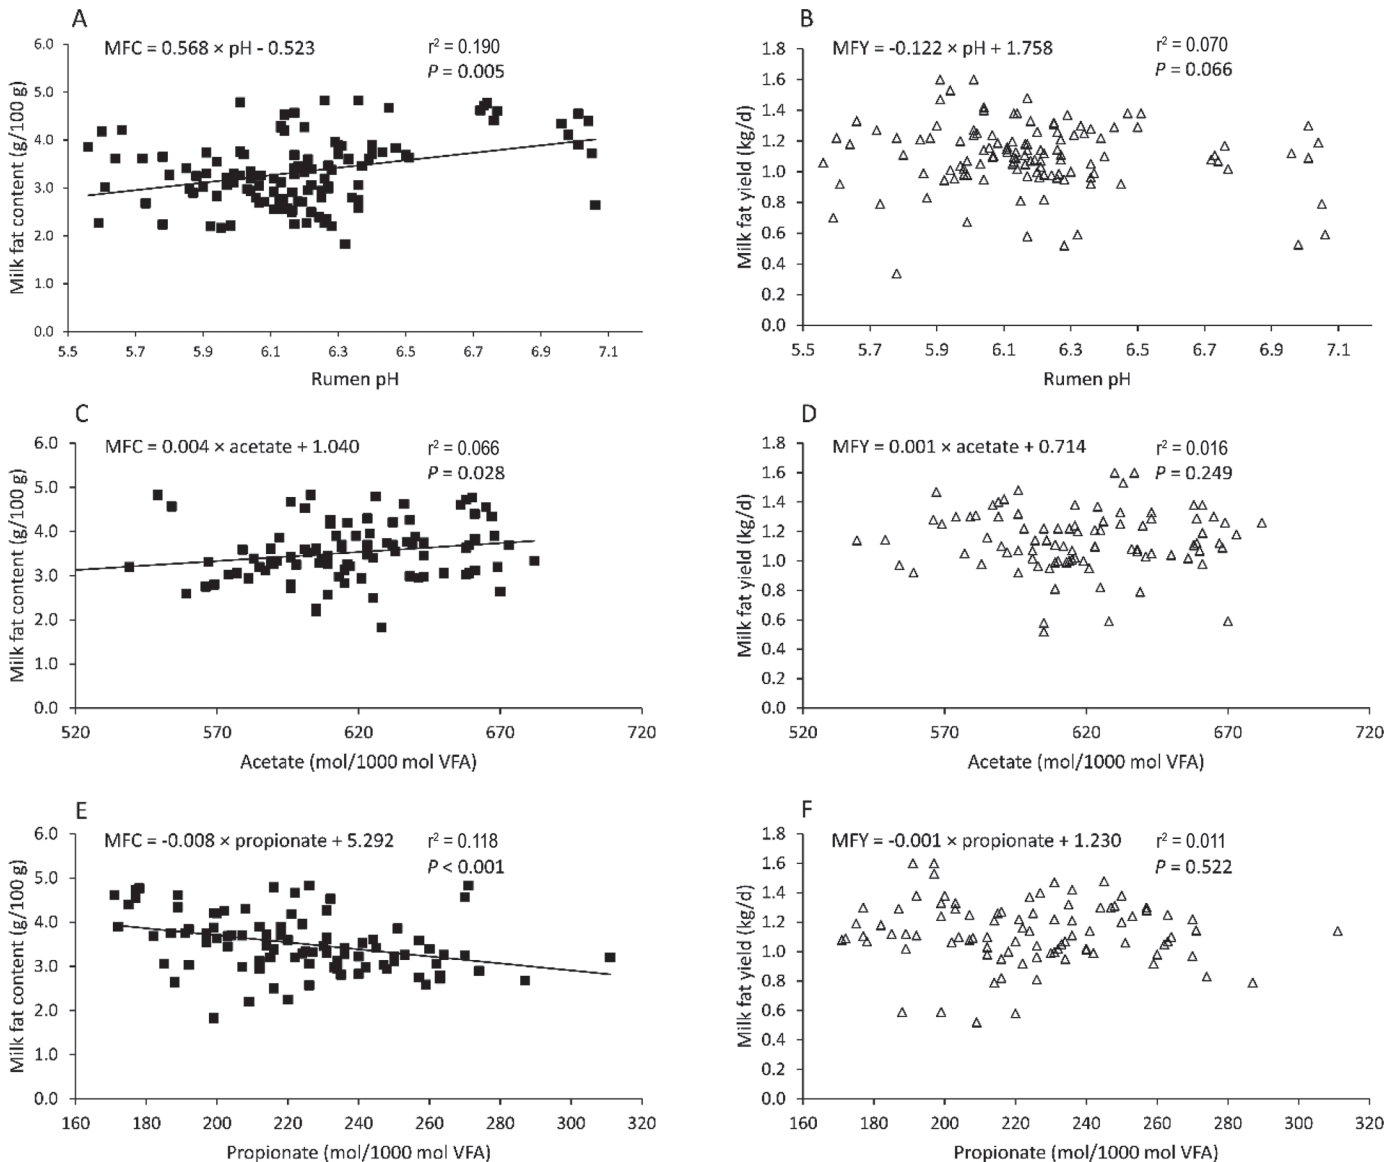 A
MFC = 0.568 × pH - 0.523
r² = 0.190
P = 0.005
6.0
5.0
4.0
3.0
2.0
1.0
0.0
Milk fat content (g/100 g)
5.5 5.7 5.9 6.1 6.3 6.5 6.7 6.9 7.1
Rumen pH
B
MFY = -0.122 × pH + 1.758
r² = 0.070
P = 0.066
1.8
1.6
1.4
1.2
1.0
0.8
0.6
0.4
0.2
0.0
Milk fat yield (kg/d)
5.5 5.7 5.9 6.1 6.3 6.5 6.7 6.9 7.1
Rumen pH
C
MFC = 0.004 × acetate + 1.040
r² = 0.066
P = 0.028
6.0
5.0
4.0
3.0
2.0
1.0
0.0
Milk fat content (g/100 g)
520 570 620 670 720
Acetate (mol/1000 mol VFA)
D
MFY = 0.001 × acetate + 0.714
r² = 0.016
P = 0.249
1.8
1.6
1.4
1.2
1.0
0.8
0.6
0.4
0.2
0.0
Milk fat yield (kg/d)
520 570 620 670 720
Acetate (mol/1000 mol VFA)
E
MFC = -0.008 × propionate + 5.292
r² = 0.118
P < 0.001
6.0
5.0
4.0
3.0
2.0
1.0
0.0
Milk fat content (g/100 g)
160 180 200 220 240 260 280 300 320
Propionate (mol/1000 mol VFA)
F
MFY = -0.001 × propionate + 1.230
r² = 0.011
P = 0.522
1.8
1.6
1.4
1.2
1.0
0.8
0.6
0.4
0.2
0.0
Milk fat yield (kg/d)
160 180 200 220 240 260 280 300 320
Propionate (mol/1000 mol VFA)